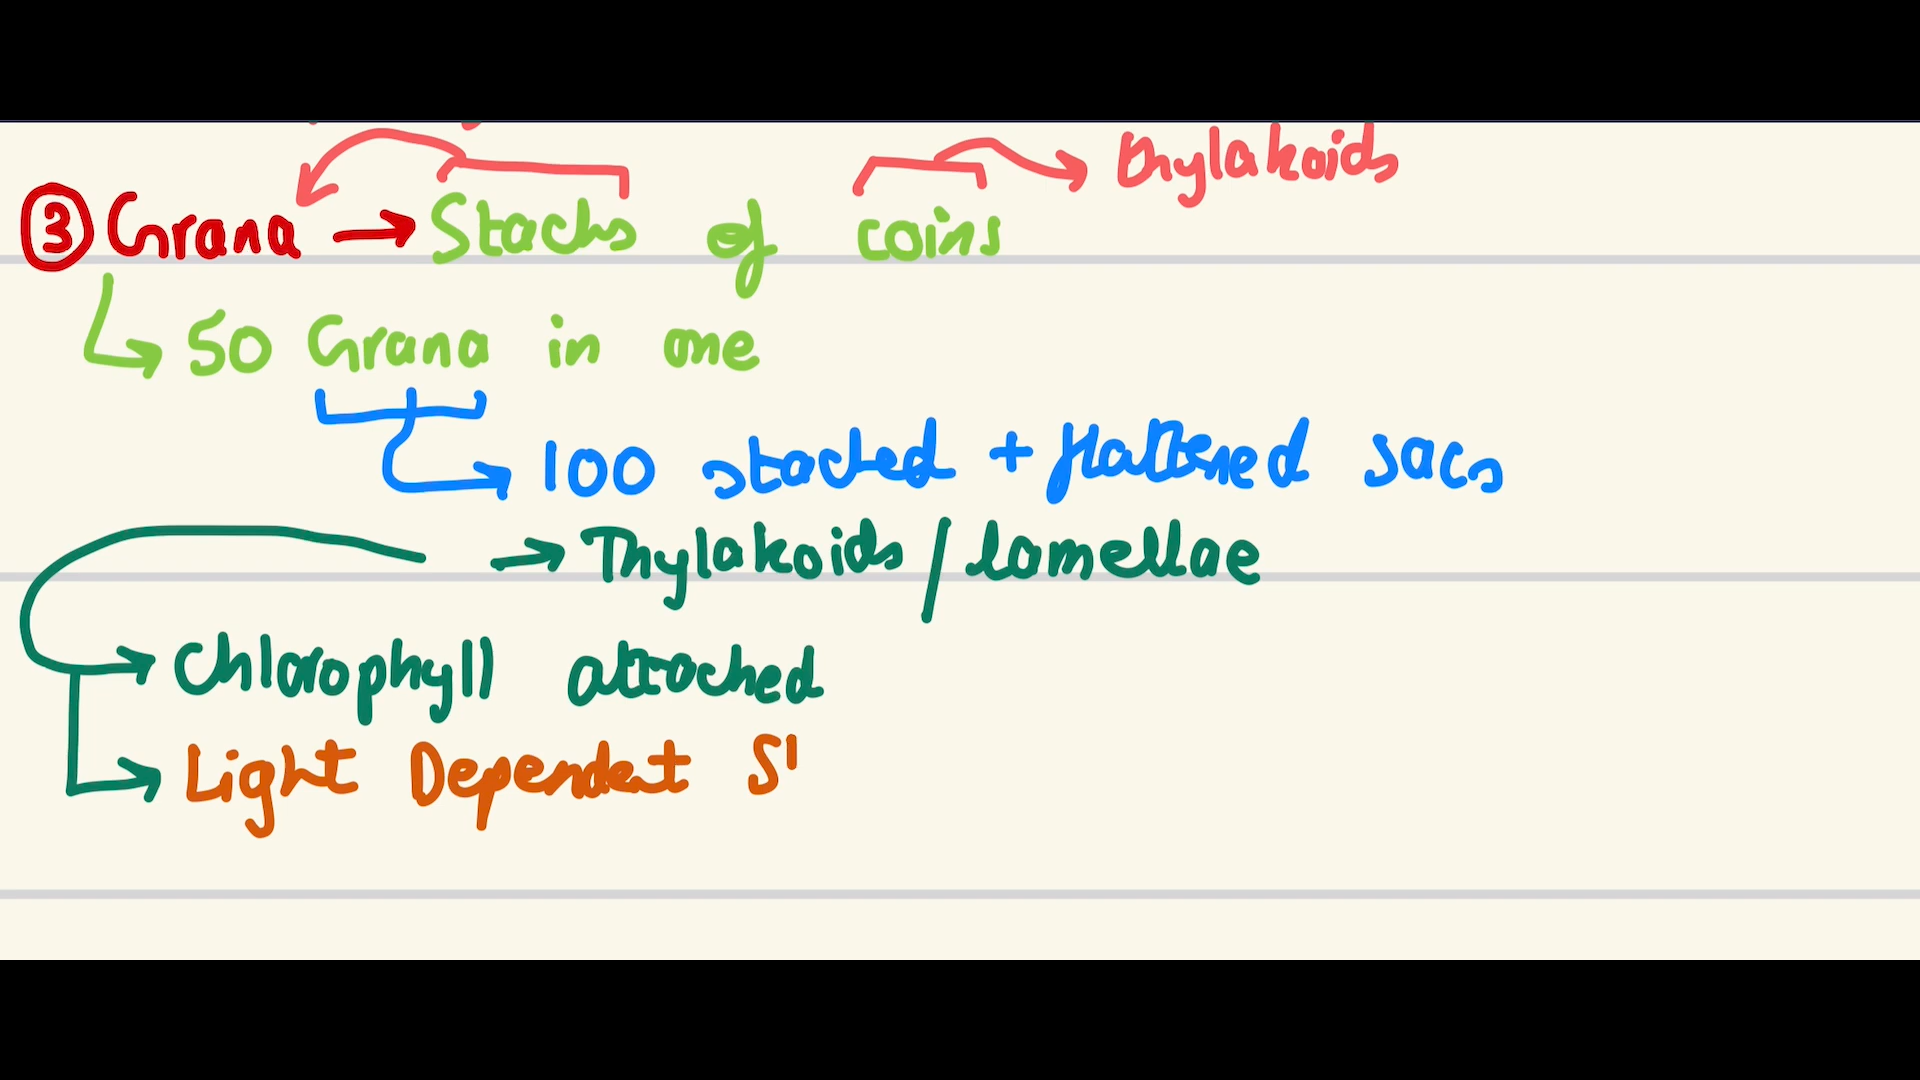 thylakoids
③ Grana → Stacks of coins
50 Grana in one
→ 100 stacked + flattened sacs
→ Thylakoids / lamellae
→ Chlorophyll attached
→ Light Dependent